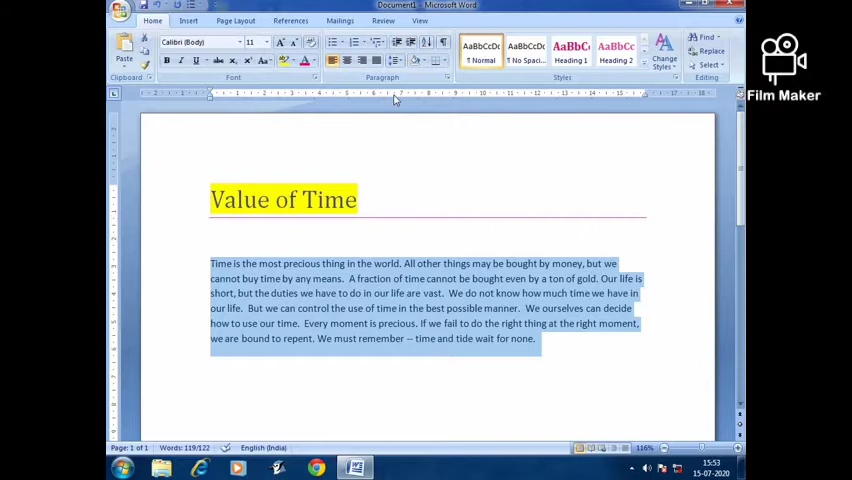 Document1 - Microsoft Word
Home Insert Page Layout References Mailings Review View
Calibri (Body) 11
AaBbCcDc AaBbCcDc AaBbCc AaBbCc
Paste
¶ Normal ¶ No Spaci... Heading 1 Heading 2
Change Styles
Find
Replace
Select
Clipboard Font Paragraph Styles Editing
Film Maker
Value of Time
Time is the most precious thing in the world. All other things may be bought by money, but we
cannot buy time by any means. A fraction of time cannot be bought even by a ton of gold. Our life is
short, but the duties we have to do in our life are vast. We do not know how much time we have in
our life. But we can control the use of time in the best possible manner. We ourselves can decide
how to use our time. Every moment is precious. If we fail to do the right thing at the right moment,
we are bound to repent. We must remember -- time and tide wait for none.
Page: 1 of 1 Words: 119/122 English (India) 116%
15:53
15-07-2020